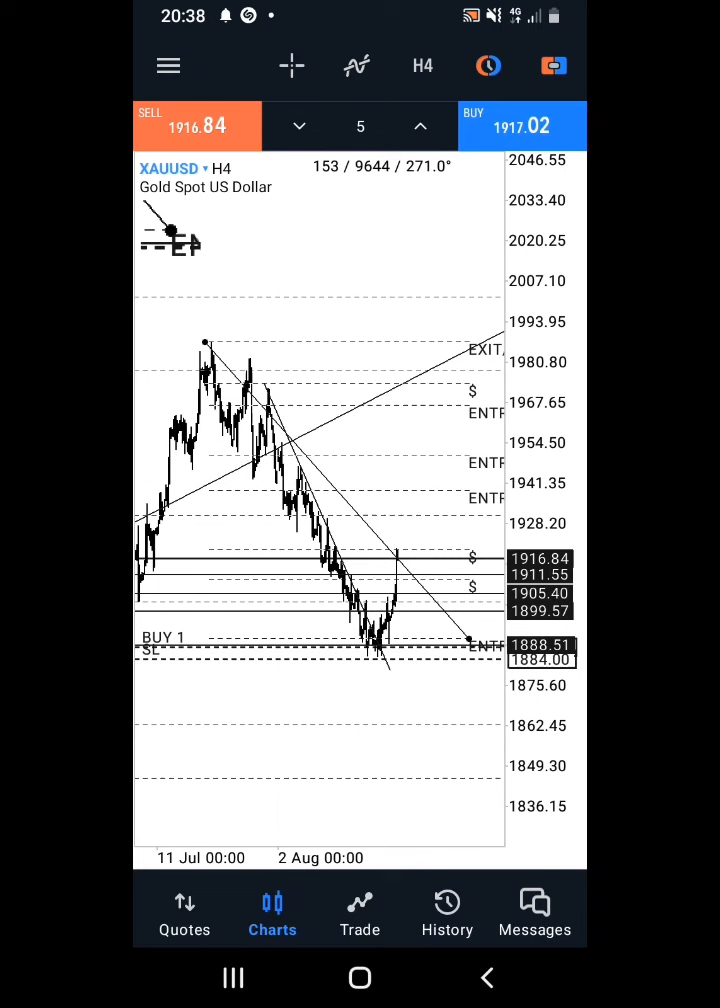 20:38
4G
H4
SELL
1916.84
5
BUY
1917.02
XAUUSD H4
153 / 9644 / 271.0°
Gold Spot US Dollar
2046.55
2033.40
2020.25
2007.10
1993.95
EXIT
1980.80
$
1967.65
1954.50
1941.35
1928.20
$
1916.84
1911.55
$
1905.40
1899.57
BUY 1
SL
1888.51
1884.00
1875.60
1862.45
1849.30
1836.15
11 Jul 00:00
2 Aug 00:00
Quotes
Charts
Trade
History
Messages